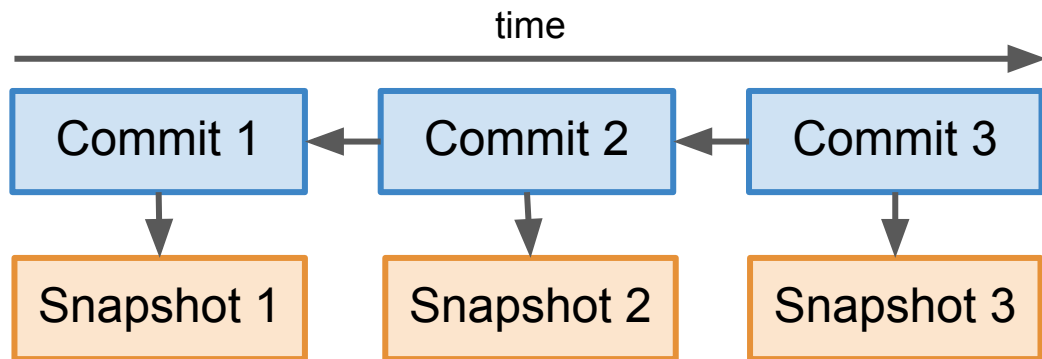 time
Commit 1
Commit 2
Commit 3
Snapshot 1
Snapshot 2
Snapshot 3